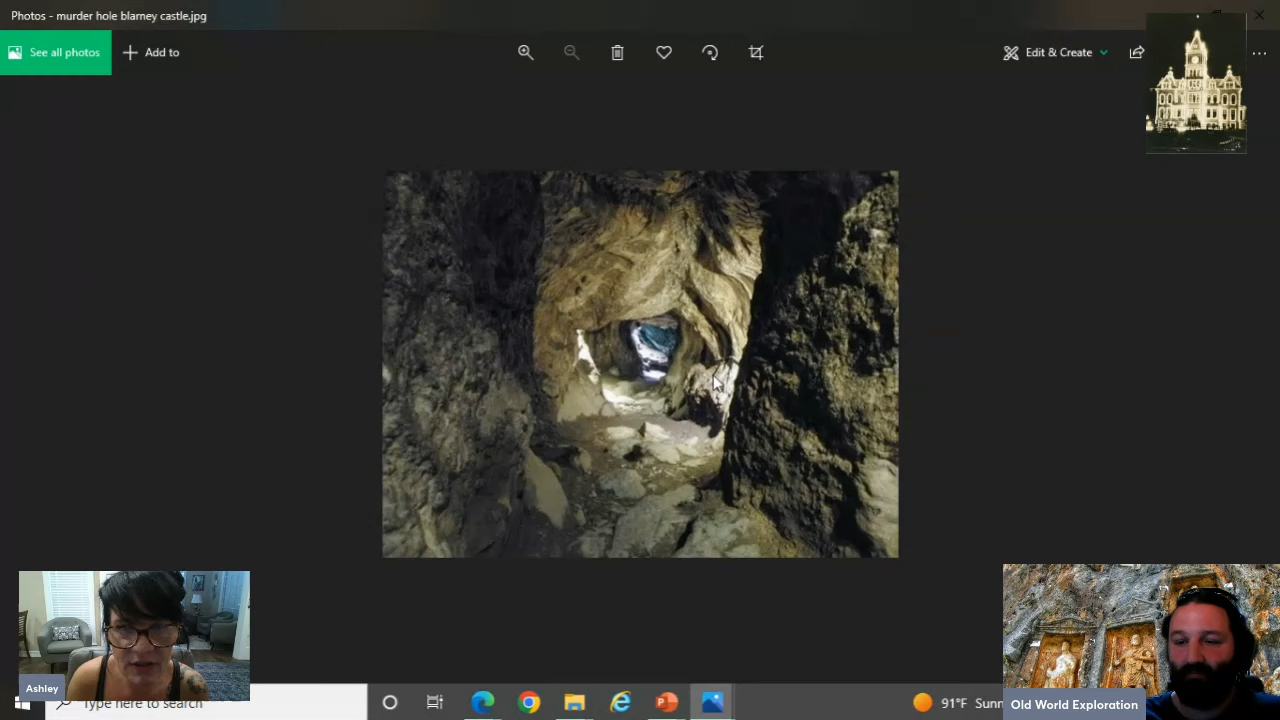 Photos - murder hole blarney castle.jpg
See all photos
Add to
Edit & Create
Ashley
Type here to search
91°F Sunn
Old World Exploration